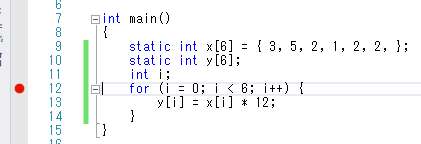 6
7 int main()
8 {
9 static int x[6] = { 3, 5, 2, 1, 2, 2, };
10 static int y[6];
11 int i;
12 for (i = 0; i < 6; i++) {
13 y[i] = x[i] * 12;
14 }
15 }